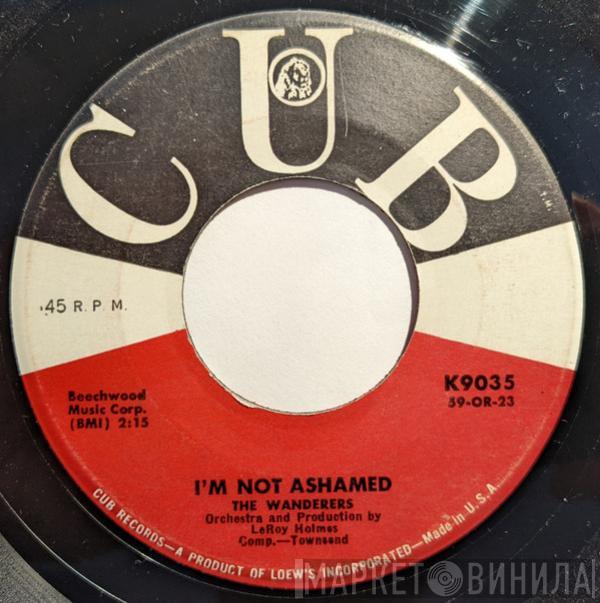 CUB
T.M.
45 R.P.M.
Beechwood
Music Corp.
(BMI) 2:15
K9035
59-OR-23
I'M NOT ASHAMED
THE WANDERERS
Orchestra and Production by
LeRoy Holmes
Comp.—Townsend
CUB RECORDS—A PRODUCT OF LOEW'S INCORPORATED—Made in U.S.A.
МАРКЕТ ВИНИЛА